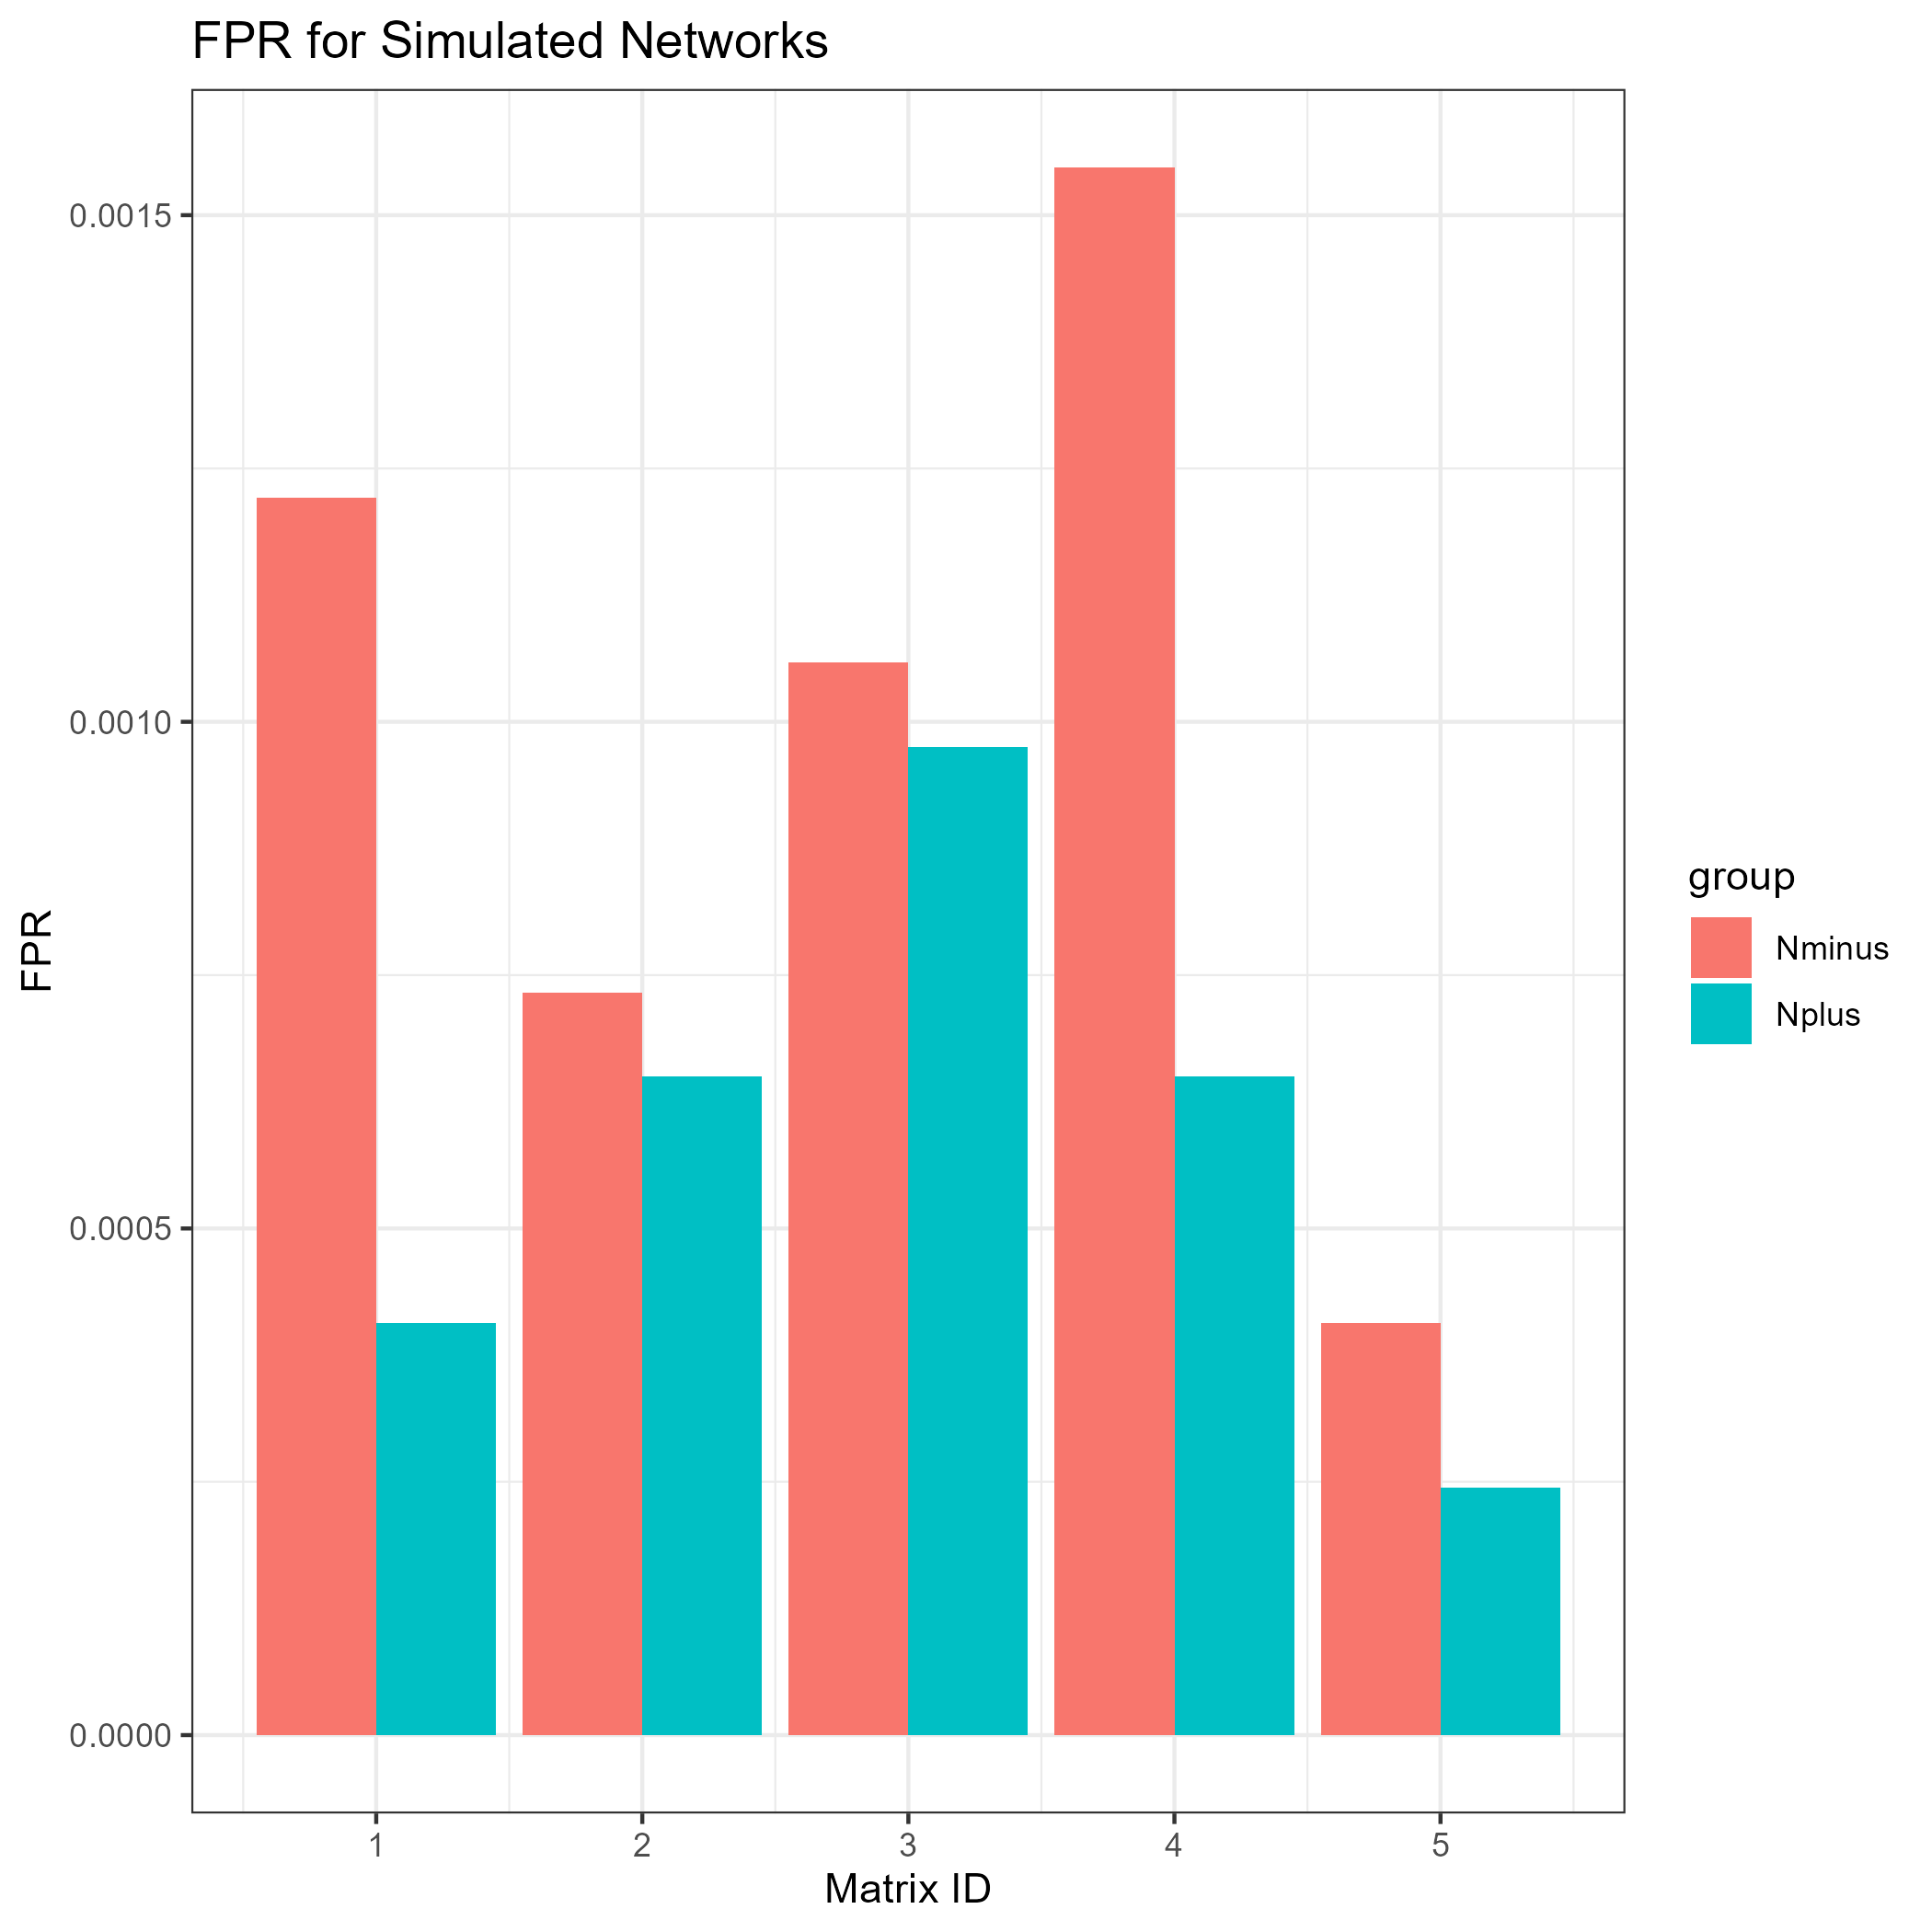 FPR for Simulated Networks
FPR
0.0015
0.0010
0.0005
0.0000
1 2 3 4 5
Matrix ID
group
Nminus
Nplus